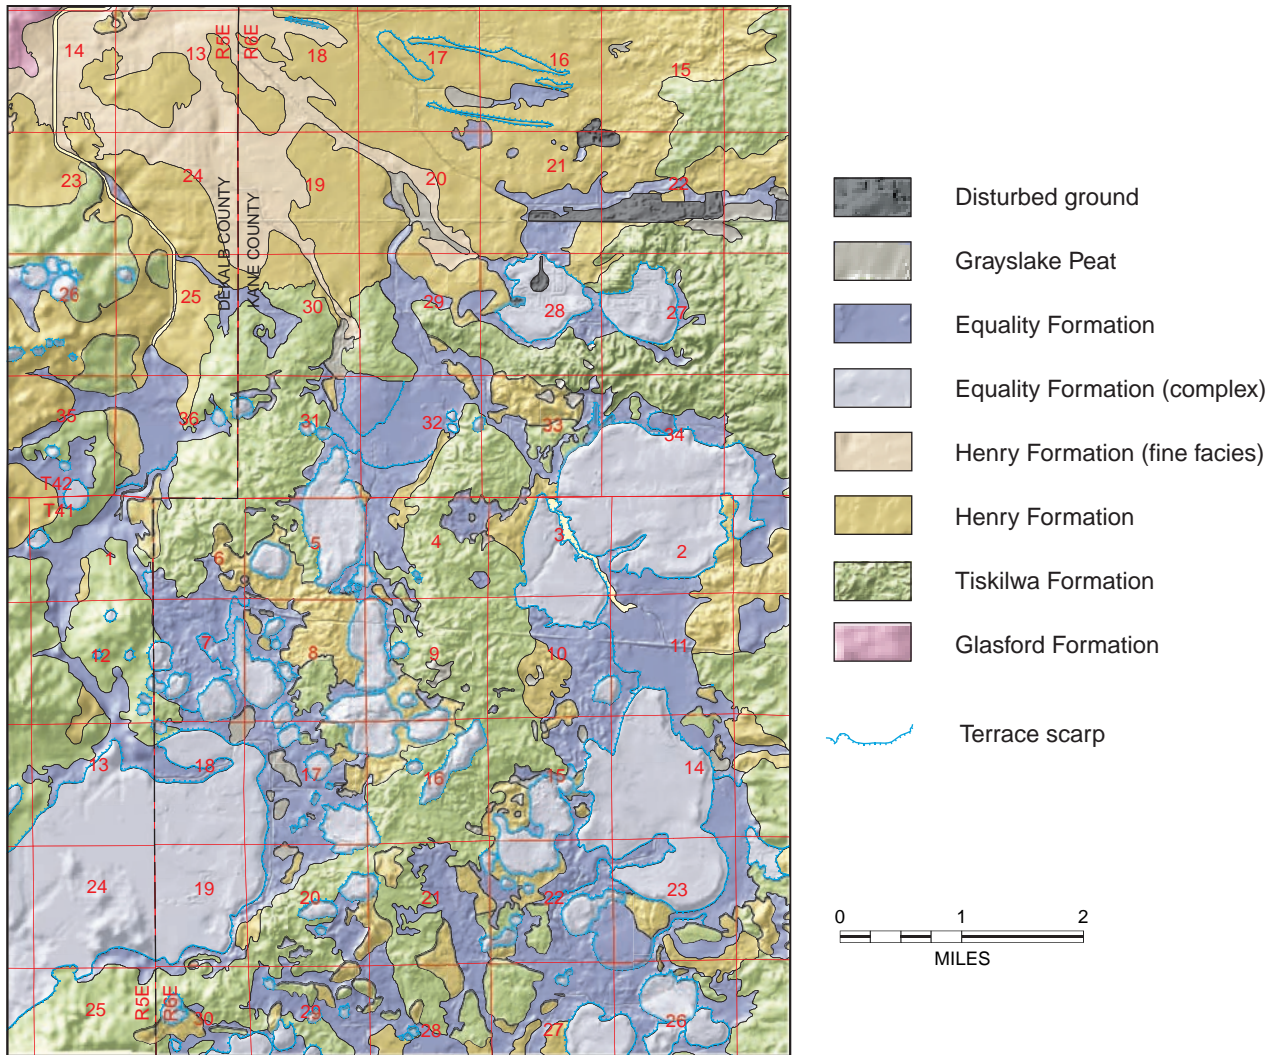 14
13
R5E
R6E
18
17
16
15
23
24
19
20
21
22
DEKALB COUNTY
KANE COUNTY
26
25
30
29
28
27
35
36
31
32
33
34
T42
T41
1
6
5
4
3
2
12
7
8
9
10
11
13
18
17
16
15
14
24
19
20
21
22
23
25
R5E
R6E
30
29
28
27
26
Disturbed ground
Grayslake Peat
Equality Formation
Equality Formation (complex)
Henry Formation (fine facies)
Henry Formation
Tiskilwa Formation
Glasford Formation
Terrace scarp
0 1 2
MILES